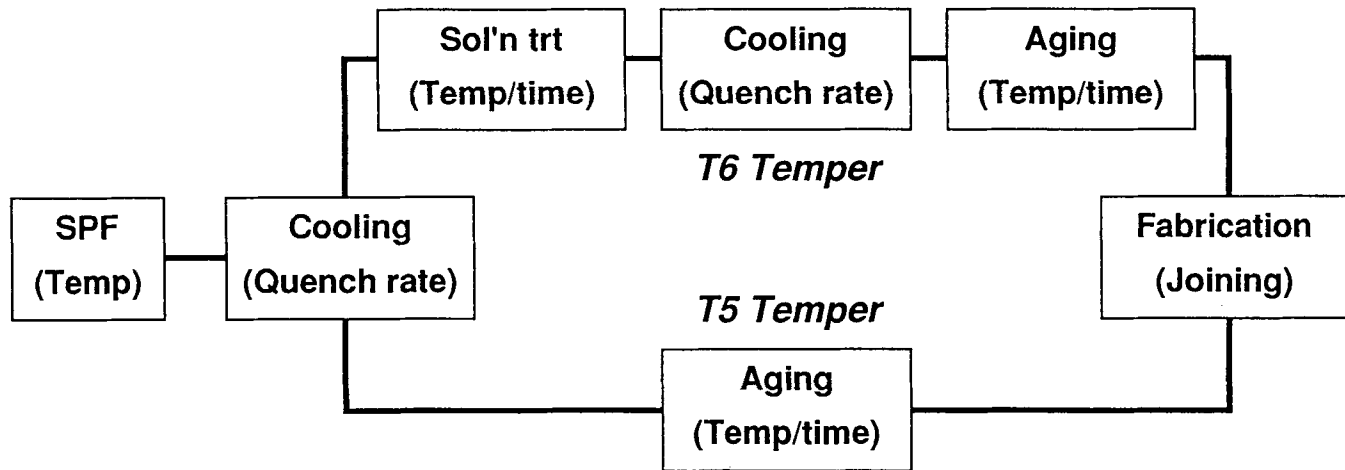 Sol'n trt
(Temp/time)
Cooling
(Quench rate)
Aging
(Temp/time)
T6 Temper
SPF
(Temp)
Cooling
(Quench rate)
Fabrication
(Joining)
T5 Temper
Aging
(Temp/time)